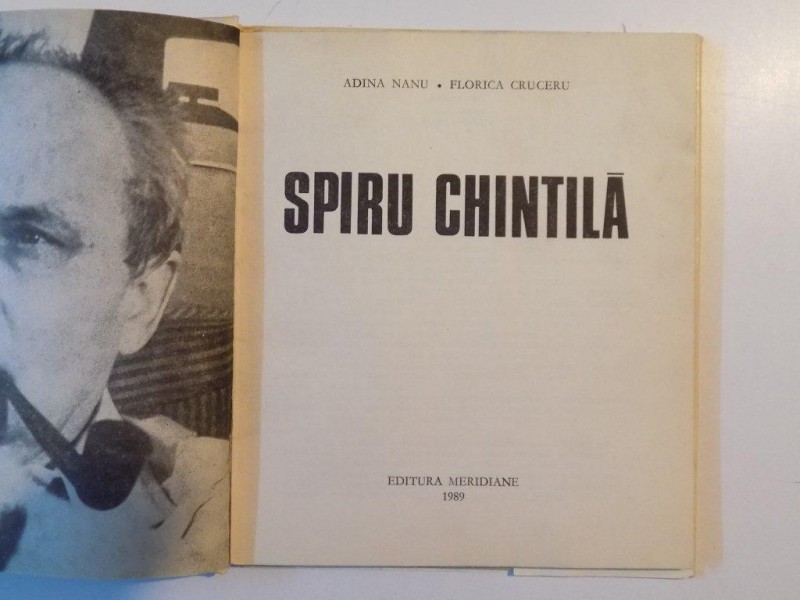 ADINA NANU • FLORICA CRUCERU
SPIRU CHINTILĂ
EDITURA MERIDIANE
1989